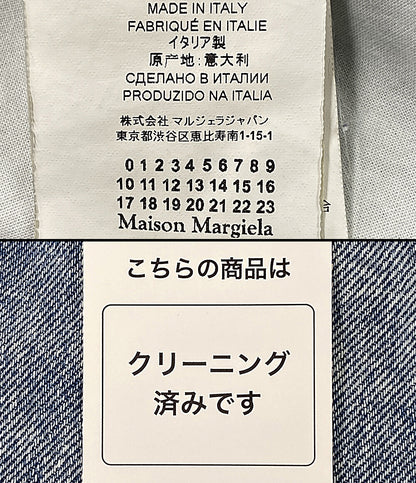 MADE IN ITALY
FABRIQUÉ EN ITALIE
イタリア製
原产地:意大利
СДЕЛАНО В ИТАЛИИ
PRODUZIDO NA ITALIA
株式会社 マルジェラジャパン
東京都渋谷区恵比寿南1-15-1
0 1 2 3 4 5 6 7 8 9
10 11 12 13 14 15 16
17 18 19 20 21 22 23
Maison Margiela
こちらの商品は
クリーニング
済みです